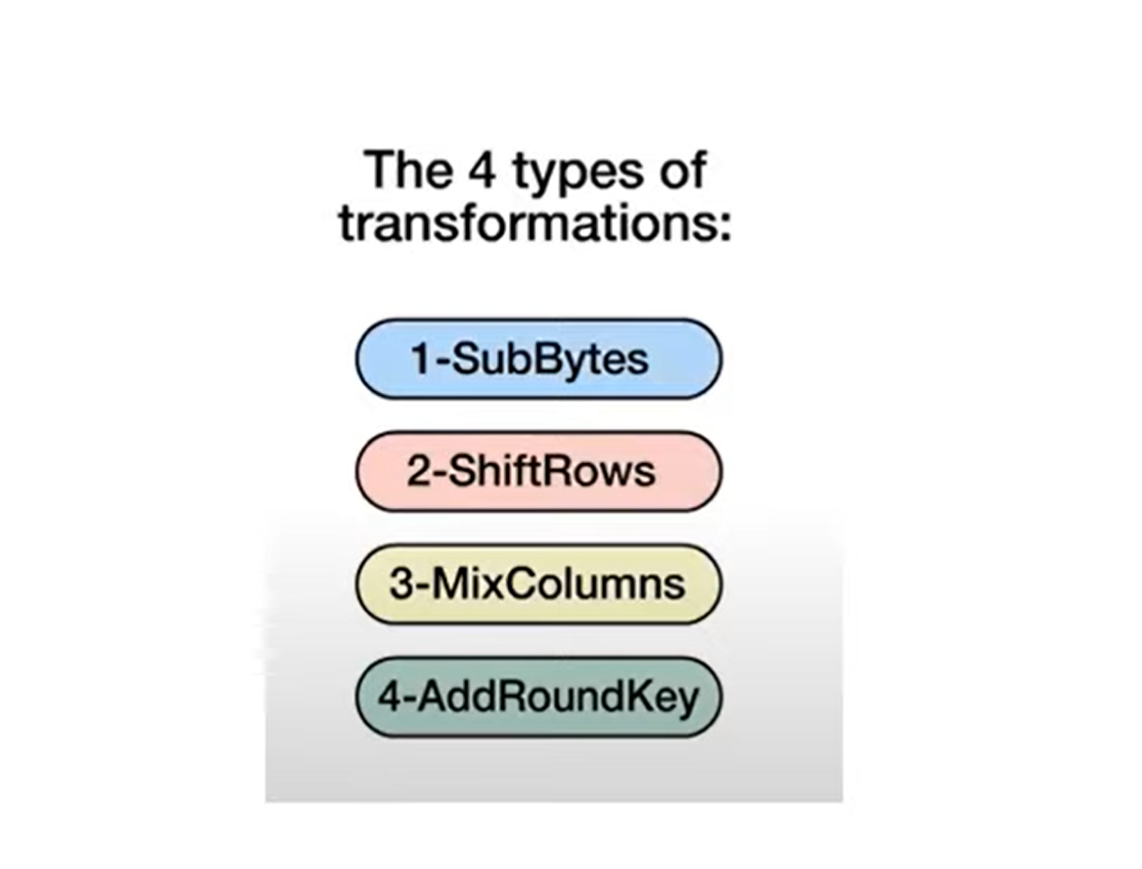 The 4 types of
transformations:
1-SubBytes
2-ShiftRows
3-MixColumns
4-AddRoundKey